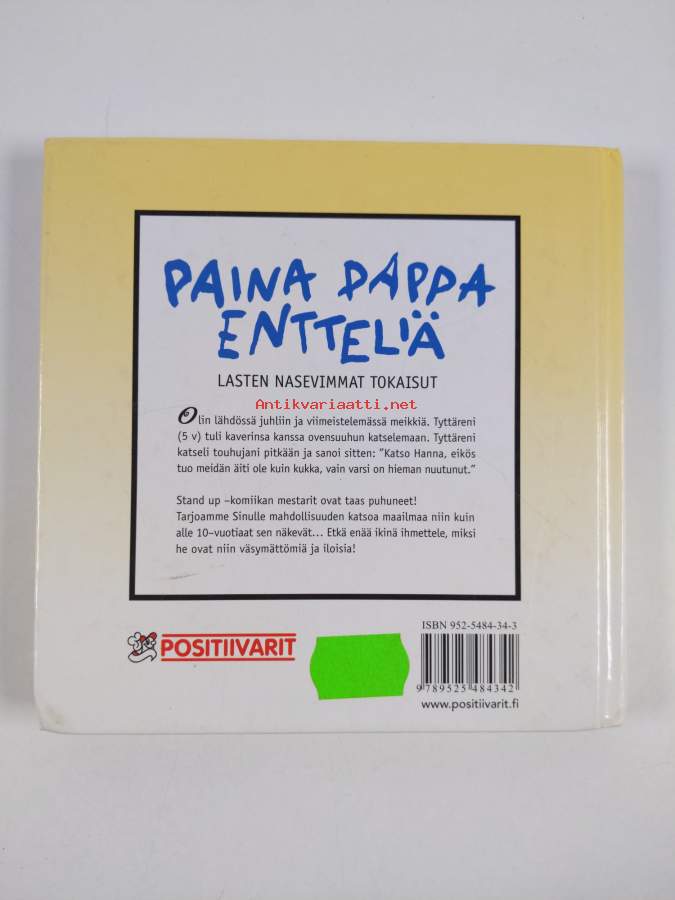 PAINA PAPPA
ENTTELIÄ
LASTEN NASEVIMMAT TOKAISUT
Antikvariaatti.net
Olin lähdössä juhliin ja viimeistelemässä meikkiä. Tyttäreni
(5 v) tuli kaverinsa kanssa ovensuuhun katselemaan. Tyttäreni
katseli touhujani pitkään ja sanoi sitten: ”Katso Hanna, eikös
tuo meidän äiti ole kuin kukka, vain varsi on hieman nuutunut.”
Stand up –komiikan mestarit ovat taas puhuneet!
Tarjoamme Sinulle mahdollisuuden katsoa maailmaa niin kuin
alle 10–vuotiaat sen näkevät... Etkä enää ikinä ihmettele, miksi
he ovat niin väsymättömiä ja iloisia!
ISBN 952-5484-34-3
POSITIIVARIT
9 789525 484342
www.positiivarit.fi